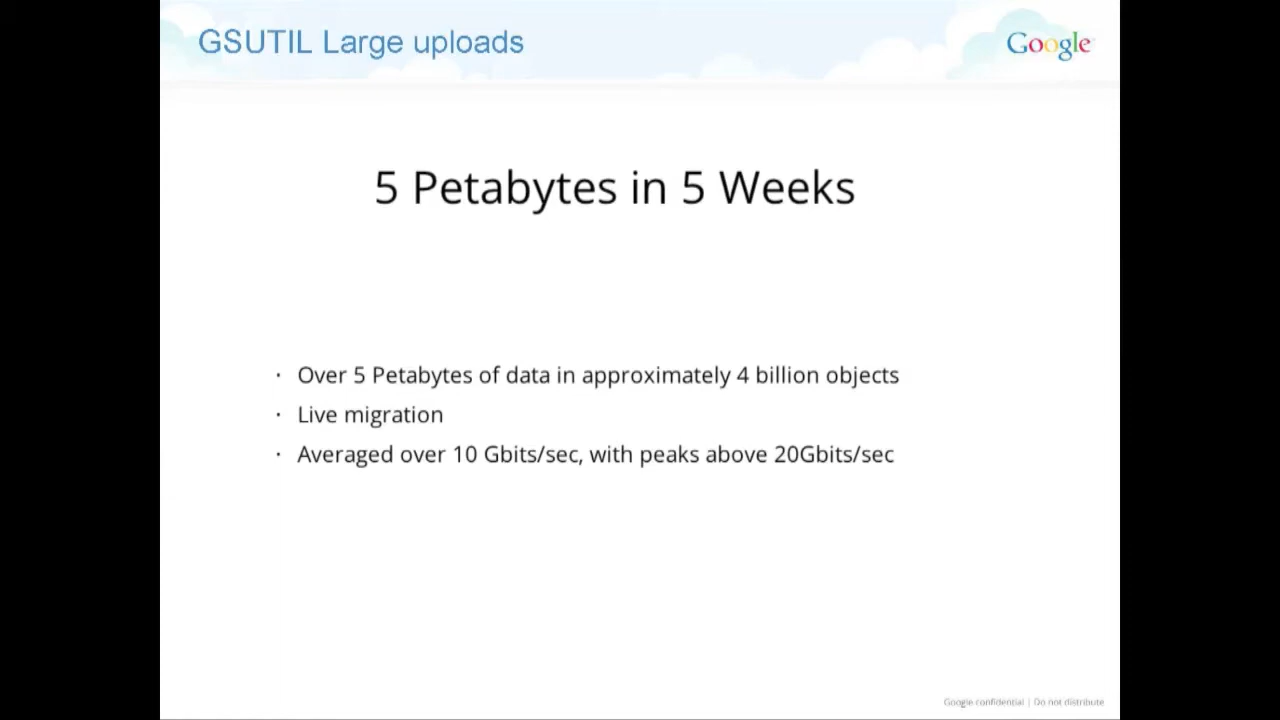 GSUTIL Large uploads
Google
5 Petabytes in 5 Weeks
· Over 5 Petabytes of data in approximately 4 billion objects
· Live migration
· Averaged over 10 Gbits/sec, with peaks above 20Gbits/sec
Google confidential | Do not distribute